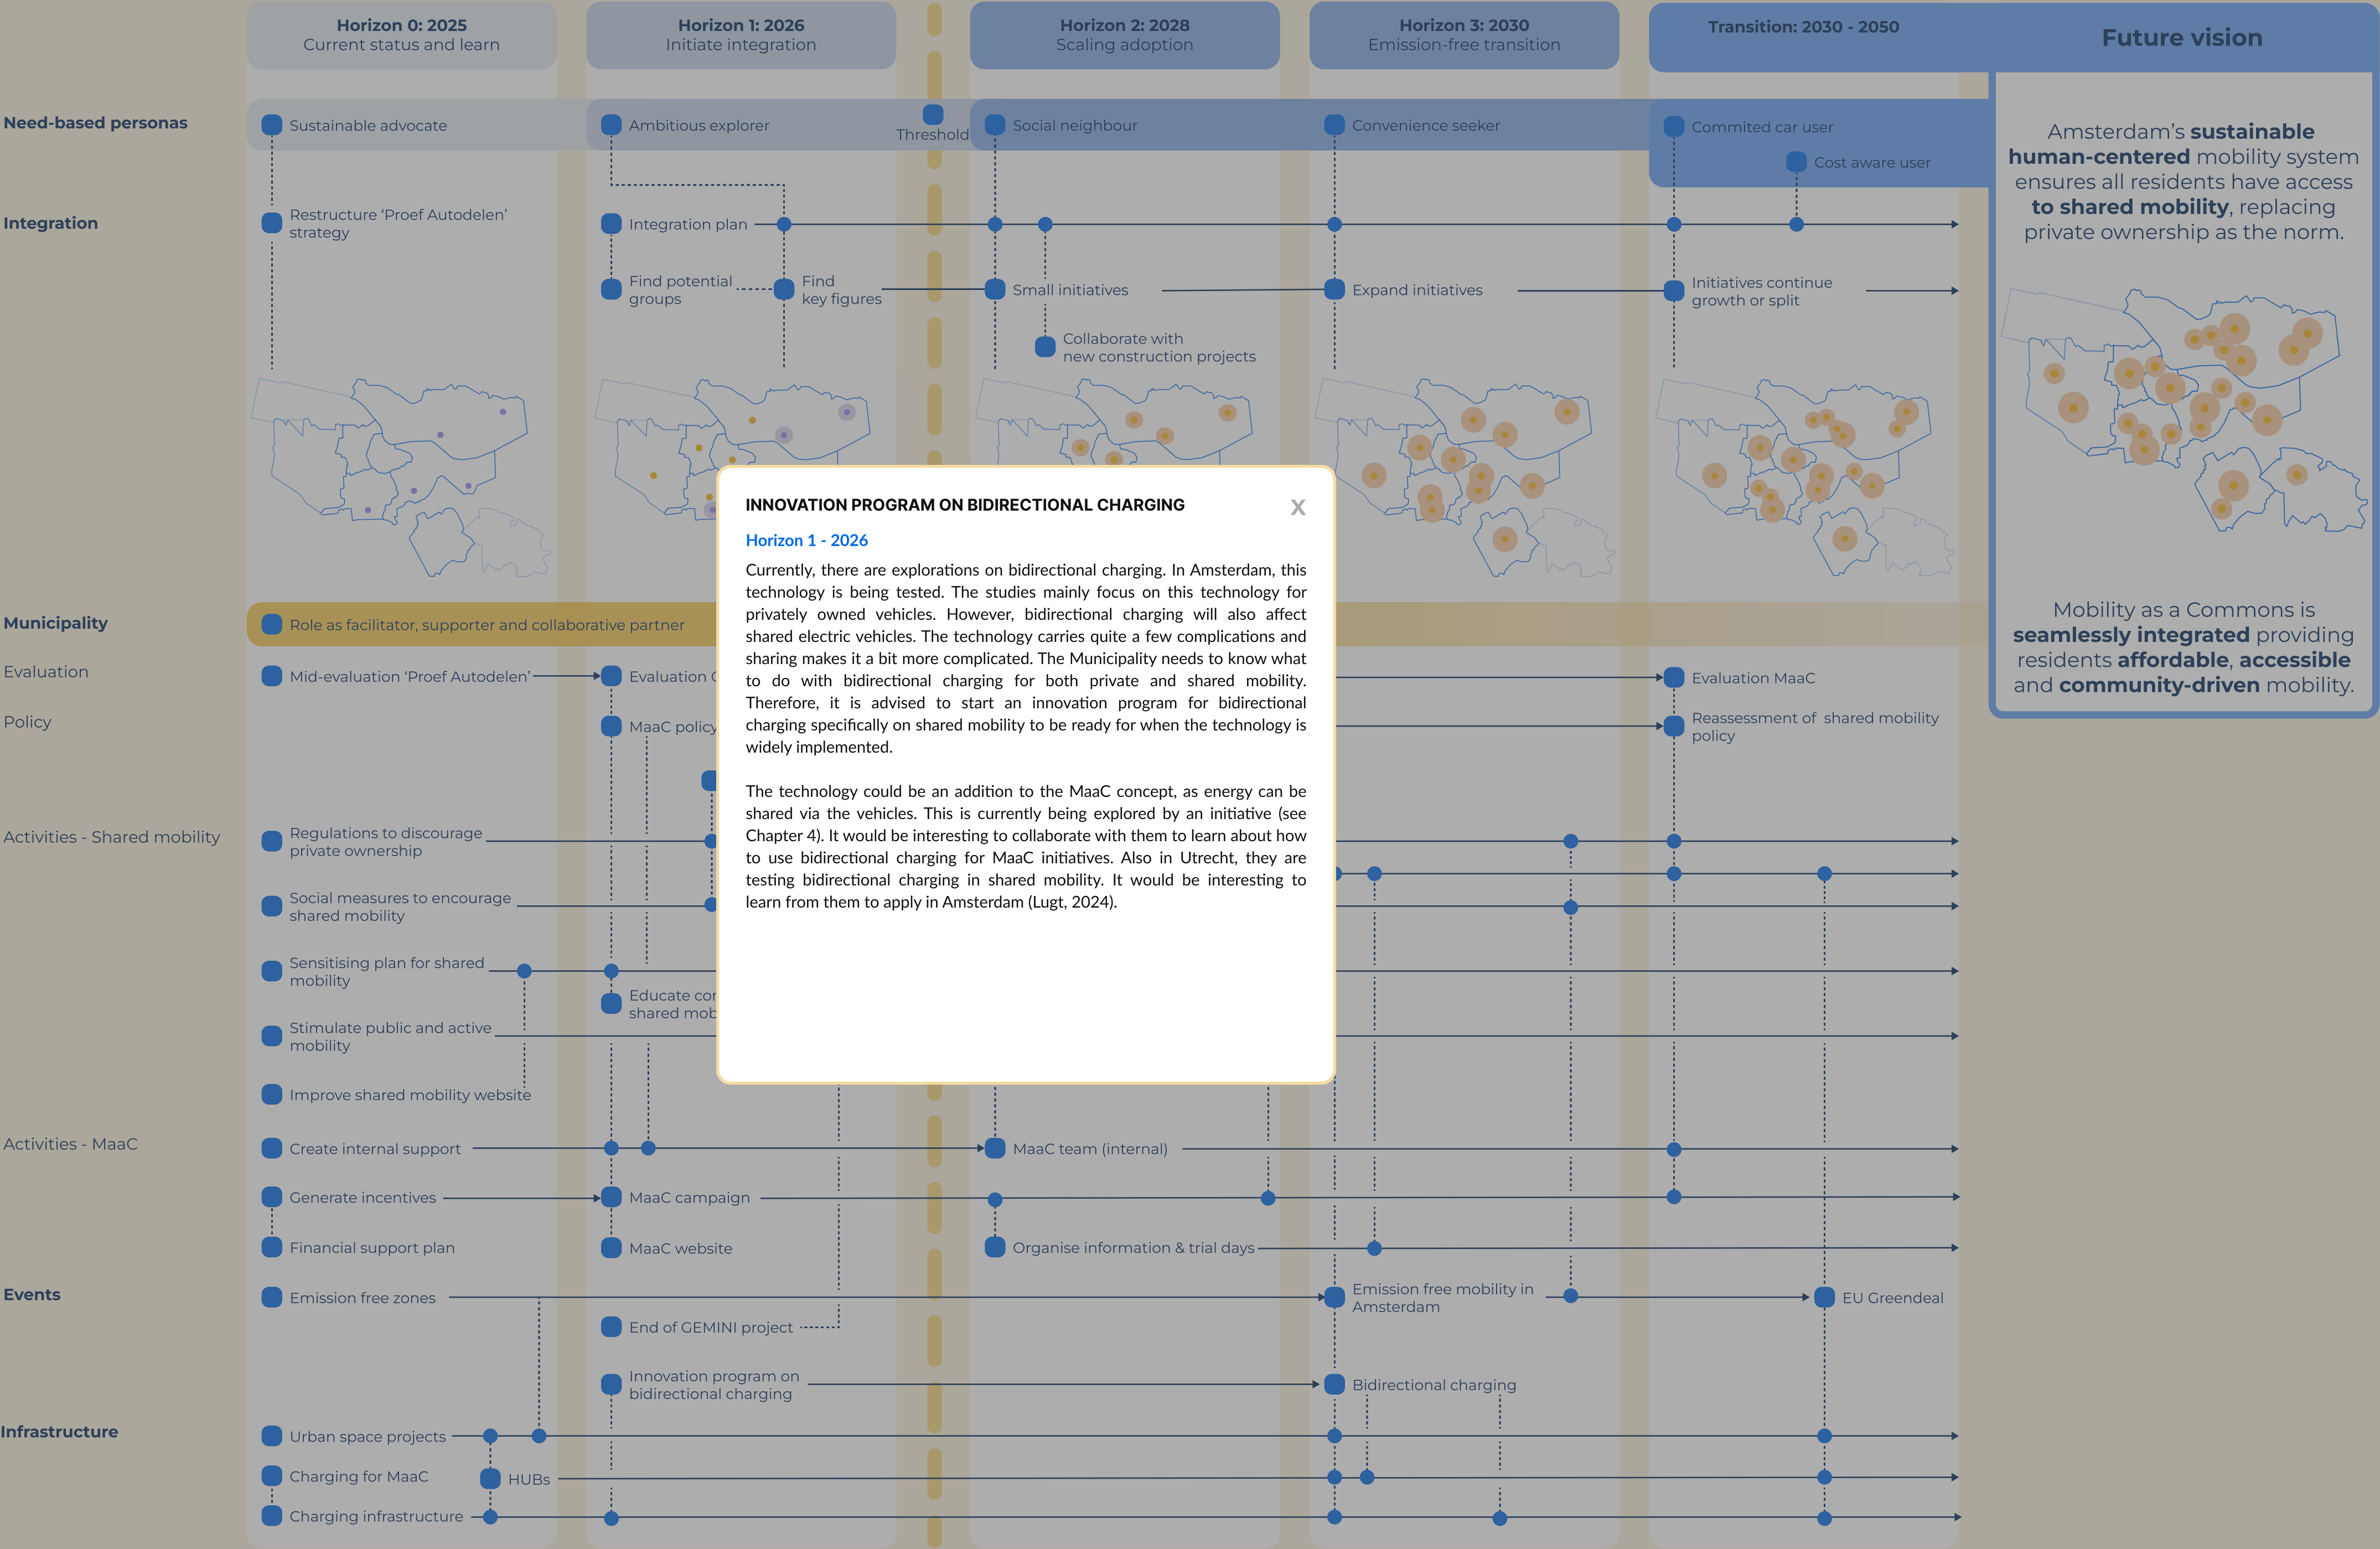 Horizon 0: 2025
Current status and learn
Horizon 1: 2026
Initiate integration
Horizon 2: 2028
Scaling adoption
Horizon 3: 2030
Emission-free transition
Transition: 2030 - 2050
Future vision
Need-based personas
Sustainable advocate
Ambitious explorer
Threshold
Social neighbour
Convenience seeker
Commited car user
Cost aware user
Amsterdam's sustainable
human-centered mobility system
ensures all residents have access
to shared mobility, replacing
private ownership as the norm.
Integration
Restructure ‘Proef Autodelen’
strategy
Integration plan
Find potential
groups
Find
key figures
Small initiatives
Expand initiatives
Initiatives continue
growth or split
Collaborate with
new construction projects
INNOVATION PROGRAM ON BIDIRECTIONAL CHARGING
X
Horizon 1 - 2026
Currently, there are explorations on bidirectional charging. In Amsterdam, this
technology is being tested. The studies mainly focus on this technology for
privately owned vehicles. However, bidirectional charging will also affect
shared electric vehicles. The technology carries quite a few complications and
sharing makes it a bit more complicated. The Municipality needs to know what
to do with bidirectional charging for both private and shared mobility.
Therefore, it is advised to start an innovation program for bidirectional
charging specifically on shared mobility to be ready for when the technology is
widely implemented.
The technology could be an addition to the MaaC concept, as energy can be
shared via the vehicles. This is currently being explored by an initiative (see
Chapter 4). It would be interesting to collaborate with them to learn about how
to use bidirectional charging for MaaC initiatives. Also in Utrecht, they are
testing bidirectional charging in shared mobility. It would be interesting to
learn from them to apply in Amsterdam (Lugt, 2024).
Mobility as a Commons is
seamlessly integrated providing
residents affordable, accessible
and community-driven mobility.
Municipality
Role as facilitator, supporter and collaborative partner
Evaluation
Mid-evaluation ‘Proef Autodelen’
Evaluation
Evaluation MaaC
Policy
MaaC policy
Reassessment of shared mobility
policy
Activities - Shared mobility
Regulations to discourage
private ownership
Social measures to encourage
shared mobility
Sensitising plan for shared
mobility
Educate
shared
Stimulate public and active
mobility
Improve shared mobility website
Activities - MaaC
Create internal support
MaaC team (internal)
Generate incentives
MaaC campaign
Financial support plan
MaaC website
Organise information & trial days
Events
Emission free zones
Emission free mobility in
Amsterdam
EU Greendeal
End of GEMINI project
Innovation program on
bidirectional charging
Bidirectional charging
Infrastructure
Urban space projects
Charging for MaaC
HUBs
Charging infrastructure